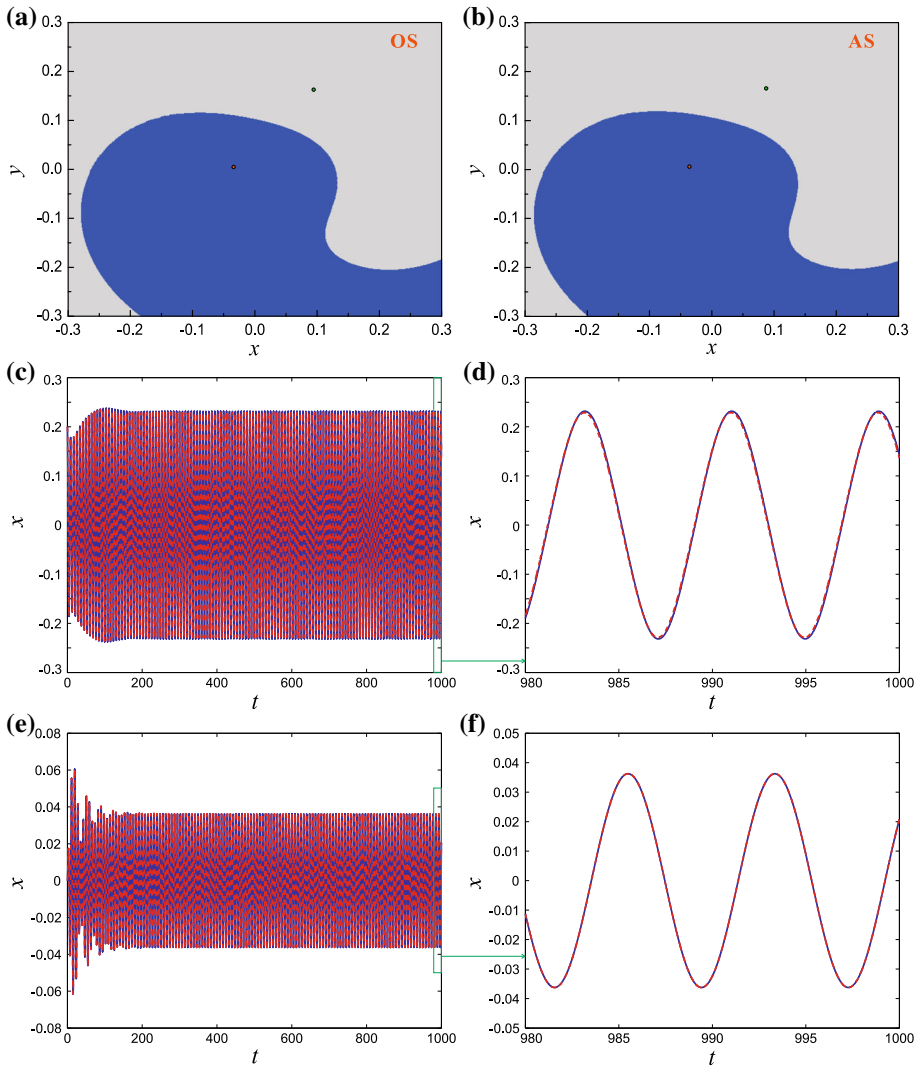 (a)
OS
0.3
0.2
0.1
0.0
-0.1
-0.2
-0.3
y
-0.3 -0.2 -0.1 0.0 0.1 0.2 0.3
x
(b)
AS
0.3
0.2
0.1
0.0
-0.1
-0.2
-0.3
y
-0.3 -0.2 -0.1 0.0 0.1 0.2 0.3
x
(c)
0.3
0.2
0.1
0
-0.1
-0.2
-0.3
x
0 200 400 600 800 1000
t
(d)
0.3
0.2
0.1
0
-0.1
-0.2
-0.3
x
980 985 990 995 1000
t
(e)
0.08
0.06
0.04
0.02
0
-0.02
-0.04
-0.06
-0.08
x
0 200 400 600 800 1000
t
(f)
0.05
0.04
0.03
0.02
0.01
0
-0.01
-0.02
-0.03
-0.04
-0.05
x
980 985 990 995 1000
t